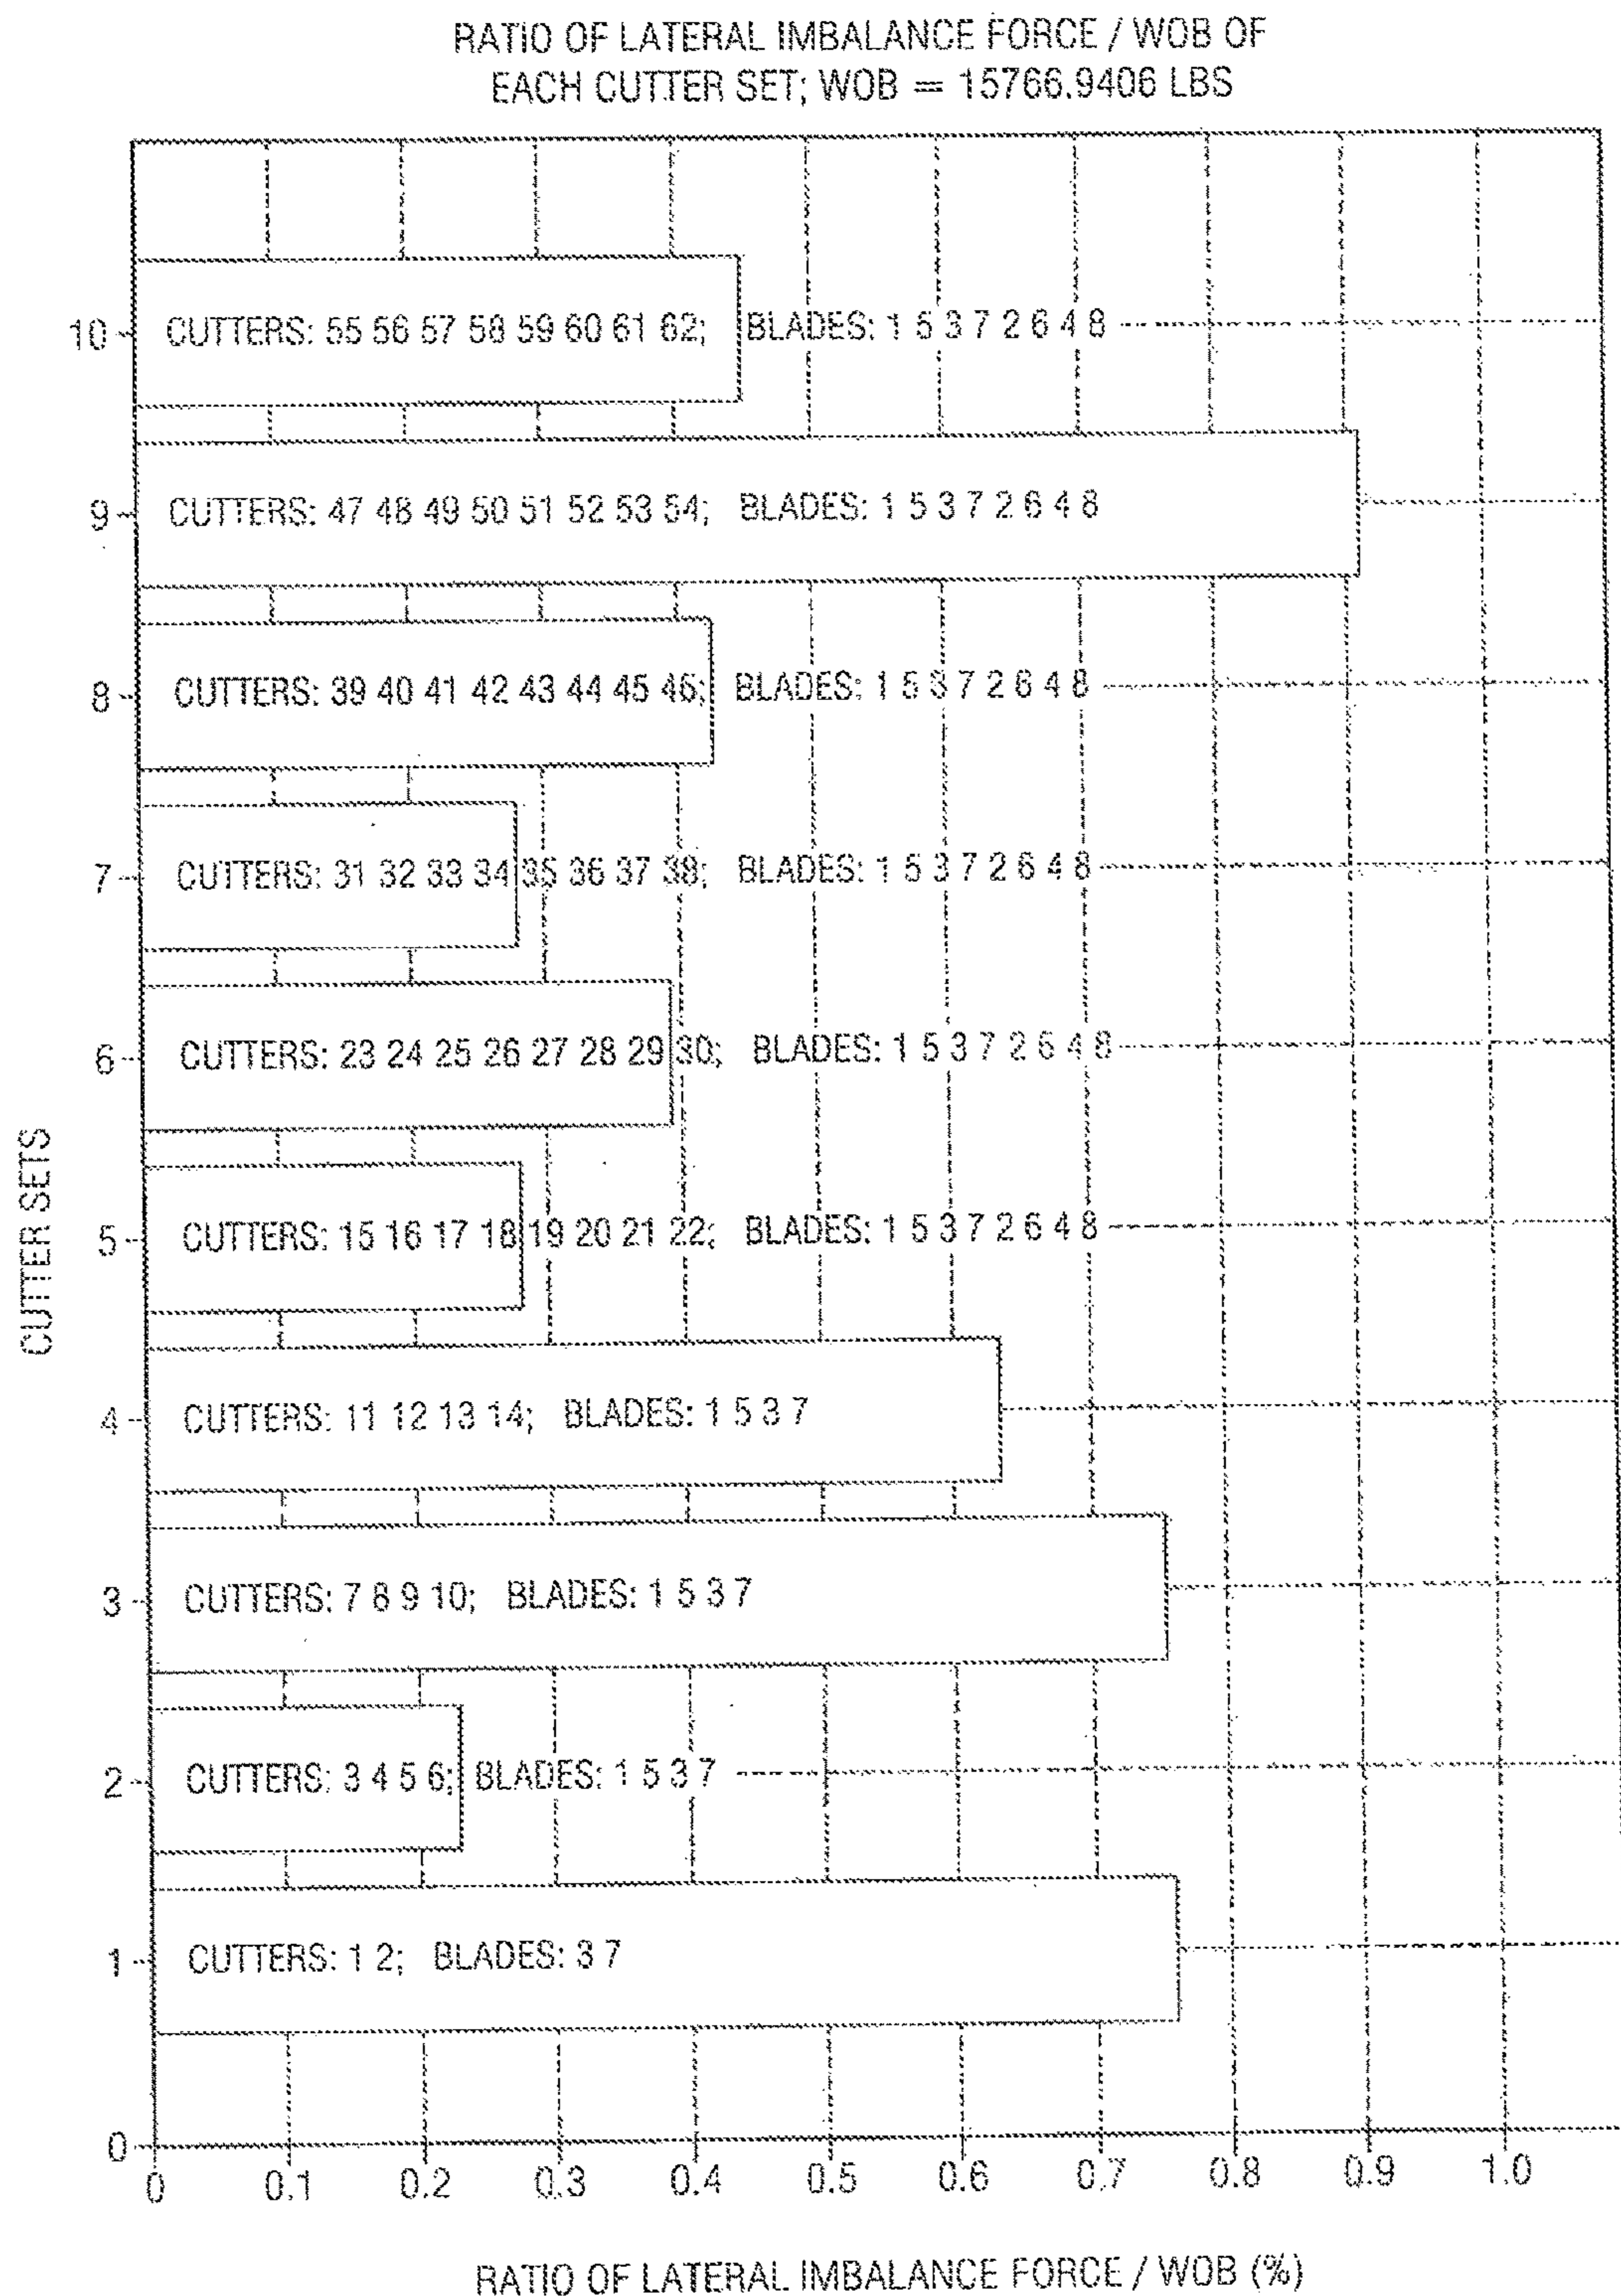 RATIO OF LATERAL IMBALANCE FORCE / WOB OF
EACH CUTTER SET; WOB = 15766.9406 LBS
10
CUTTERS: 55 56 57 58 59 60 61 62; BLADES: 1 5 3 7 2 6 4 8
9
CUTTERS: 47 48 49 50 51 52 53 54; BLADES: 1 5 3 7 2 6 4 8
8
CUTTERS: 39 40 41 42 43 44 45 46; BLADES: 1 5 3 7 2 6 4 8
7
CUTTERS: 31 32 33 34 35 36 37 38; BLADES: 1 5 3 7 2 6 4 8
6
CUTTERS: 23 24 25 26 27 28 29 30; BLADES: 1 5 3 7 2 6 4 8
CUTTER SETS
5
CUTTERS: 15 16 17 18 19 20 21 22; BLADES: 1 5 3 7 2 6 4 8
4
CUTTERS: 11 12 13 14; BLADES: 1 5 3 7
3
CUTTERS: 7 8 9 10; BLADES: 1 5 3 7
2
CUTTERS: 3 4 5 6; BLADES: 1 5 3 7
1
CUTTERS: 1 2; BLADES: 3 7
0
0 0.1 0.2 0.3 0.4 0.5 0.6 0.7 0.8 0.9 1.0
RATIO OF LATERAL IMBALANCE FORCE / WOB (%)